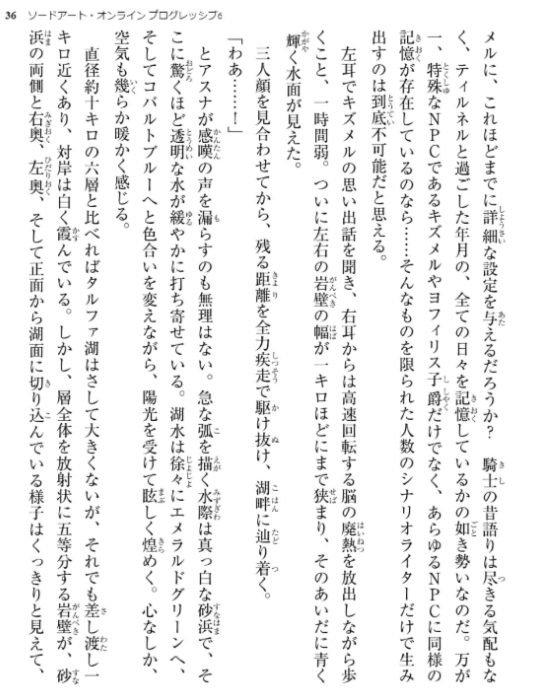 36 ソードアート・オンライン プログレッシブ6
メルに、これほどまでに詳細な設定を与えるだろうか？　騎士の昔語りは尽きる気配もな
く、ティルネルと過ごした年月の、全ての日々を記憶しているかの如き勢いなのだ。万が
一、特殊なNPCであるキズメルやヨフィリス子爵だけでなく、あらゆるNPCに同様の
記憶が存在しているのなら……そんなものを限られた人数のシナリオライターだけで生み
出すのは到底不可能だと思える。
　左耳でキズメルの思い出話を聞き、右耳からは高速回転する脳の廃熱を放出しながら歩
くこと、一時間弱。ついに左右の岩壁の幅が一キロほどにまで狭まり、そのあいだに青く
輝く水面が見えた。
　三人顔を見合わせてから、残る距離を全力疾走で駆け抜け、湖畔に辿り着く。
「わあ……！」
　とアスナが感嘆の声を漏らすのも無理はない。急な弧を描く水際は真っ白な砂浜で、そ
こに驚くほど透明な水が緩やかに打ち寄せている。湖水は徐々にエメラルドグリーンへ、
そしてコバルトブルーへと色合いを変えながら、陽光を受けて眩しく煌めく。心なしか、
空気も幾らか暖かく感じる。
　直径約十キロの六層と比べればタルファ湖はさして大きくないが、それでも差し渡し一
キロ近くあり、対岸は白く霞んでいる。しかし、層全体を放射状に五等分する岩壁が、砂
浜の両側と右奥、左奥、そして正面から湖面に切り込んでいる様子はくっきりと見えて、